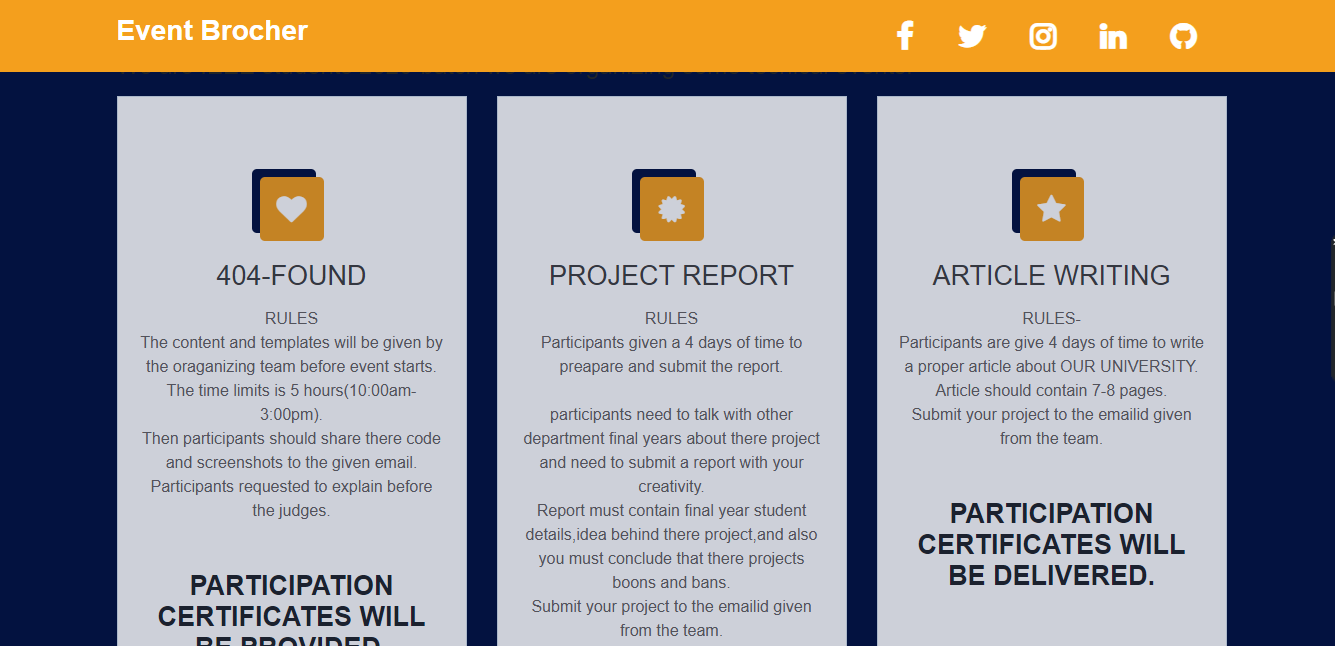 Event Brocher
404-FOUND
RULES
The content and templates will be given by
the oraganizing team before event starts.
The time limits is 5 hours(10:00am-
3:00pm).
Then participants should share there code
and screenshots to the given email.
Participants requested to explain before
the judges.
PARTICIPATION
CERTIFICATES WILL
BE PROVIDED
PROJECT REPORT
RULES
Participants given a 4 days of time to
preapare and submit the report.
participants need to talk with other
department final years about there project
and need to submit a report with your
creativity.
Report must contain final year student
details,idea behind there project,and also
you must conclude that there projects
boons and bans.
Submit your project to the emailid given
from the team.
ARTICLE WRITING
RULES-
Participants are give 4 days of time to write
a proper article about OUR UNIVERSITY.
Article should contain 7-8 pages.
Submit your project to the emailid given
from the team.
PARTICIPATION
CERTIFICATES WILL
BE DELIVERED.